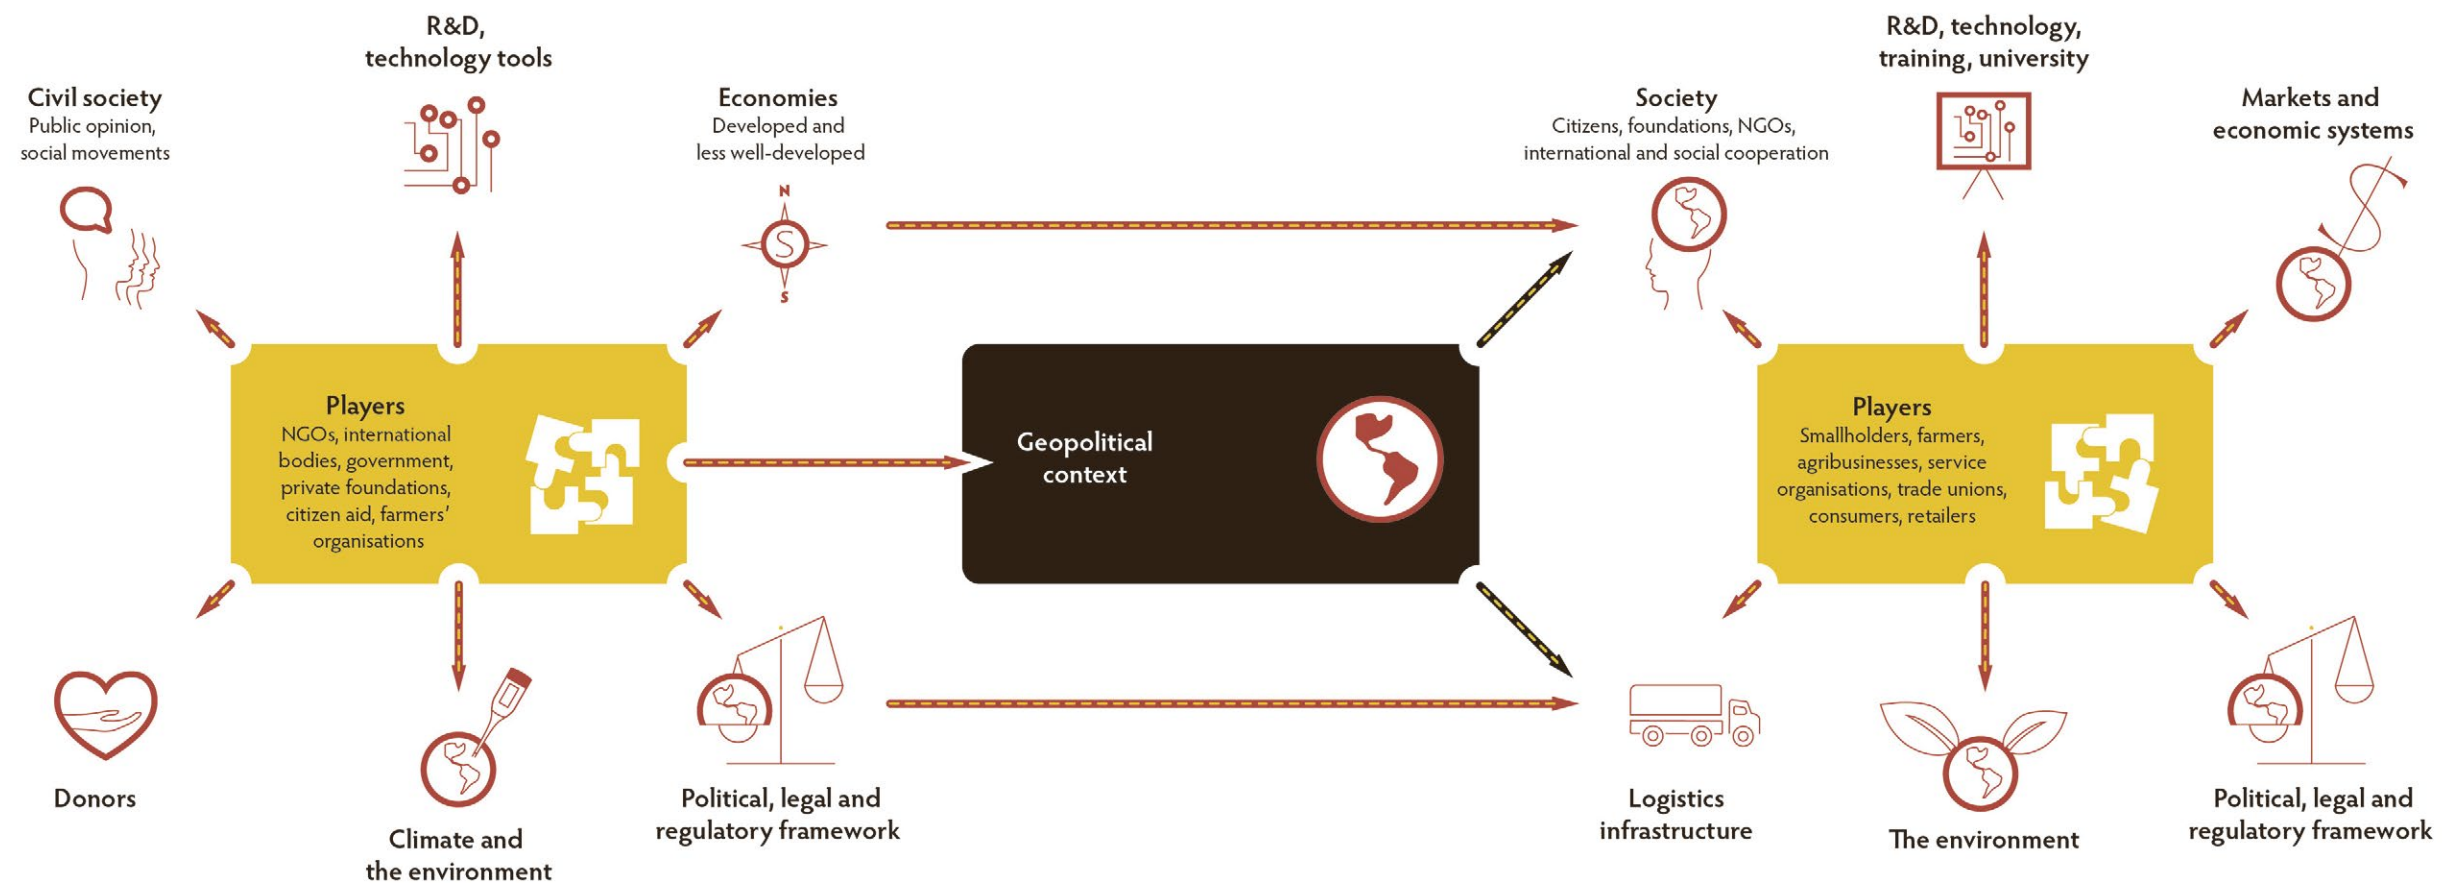 R&D,
technology tools
Civil society
Public opinion,
social movements
Economies
Developed and
less well-developed
N
S
S
Players
NGOs, international
bodies, government,
private foundations,
citizen aid, farmers’
organisations
Donors
Climate and
the environment
Political, legal and
regulatory framework
Geopolitical
context
Society
Citizens, foundations, NGOs,
international and social cooperation
R&D, technology,
training, university
Markets and
economic systems
Players
Smallholders, farmers,
agribusinesses, service
organisations, trade unions,
consumers, retailers
Logistics
infrastructure
The environment
Political, legal and
regulatory framework